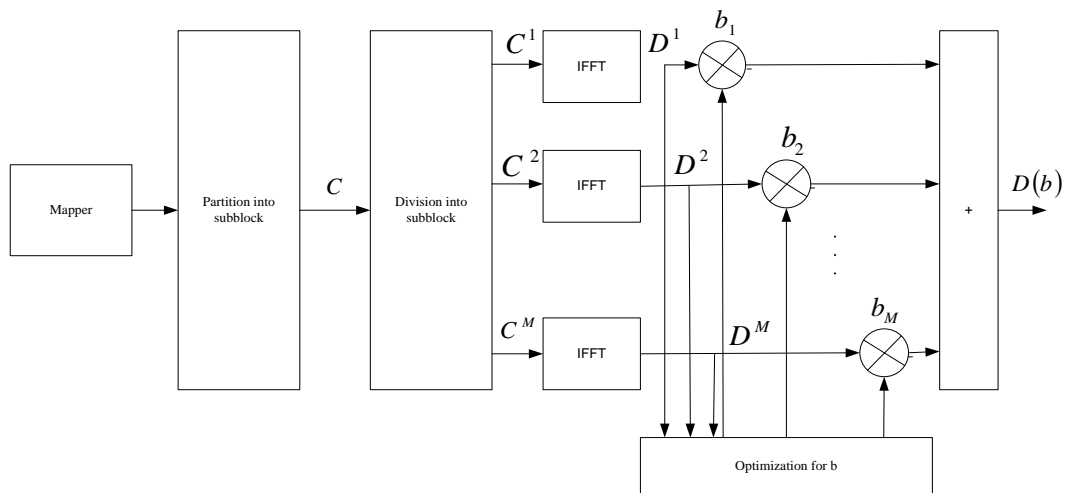 Mapper
Partition into
subblock
C
Division into
subblock
C^1
IFFT
D^1
b_1
C^2
IFFT
D^2
b_2
.
.
.
C^M
IFFT
D^M
b_M
+
D(b)
Optimization for b